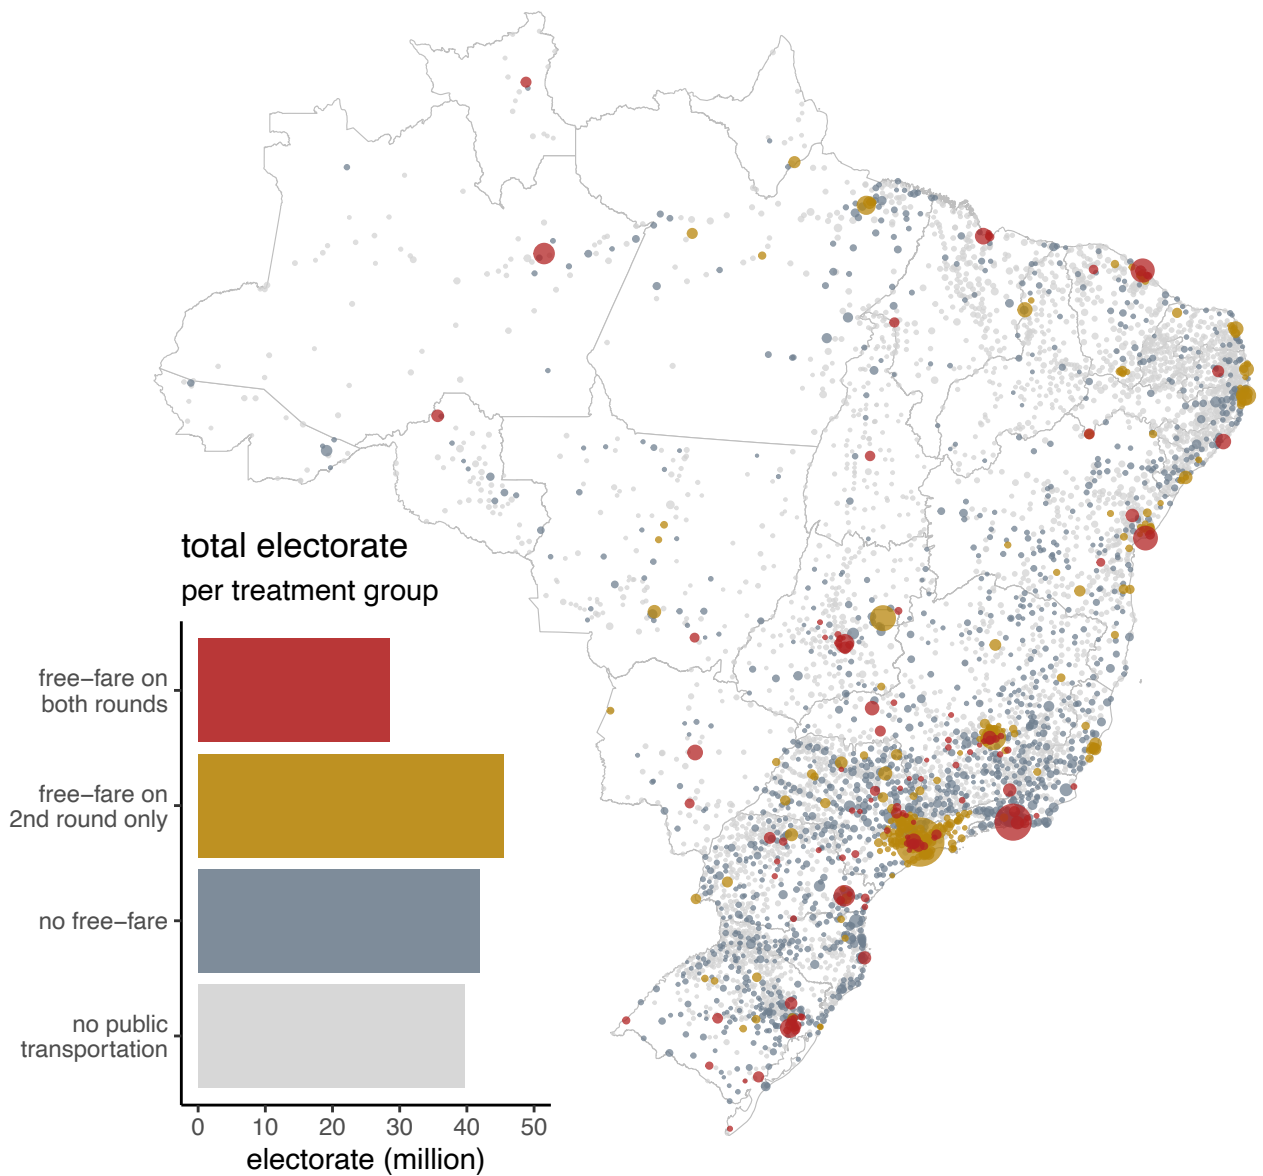 total electorate
per treatment group
free−fare on
both rounds
free−fare on
2nd round only
no free−fare
no public
transportation
0 10 20 30 40 50
electorate (million)